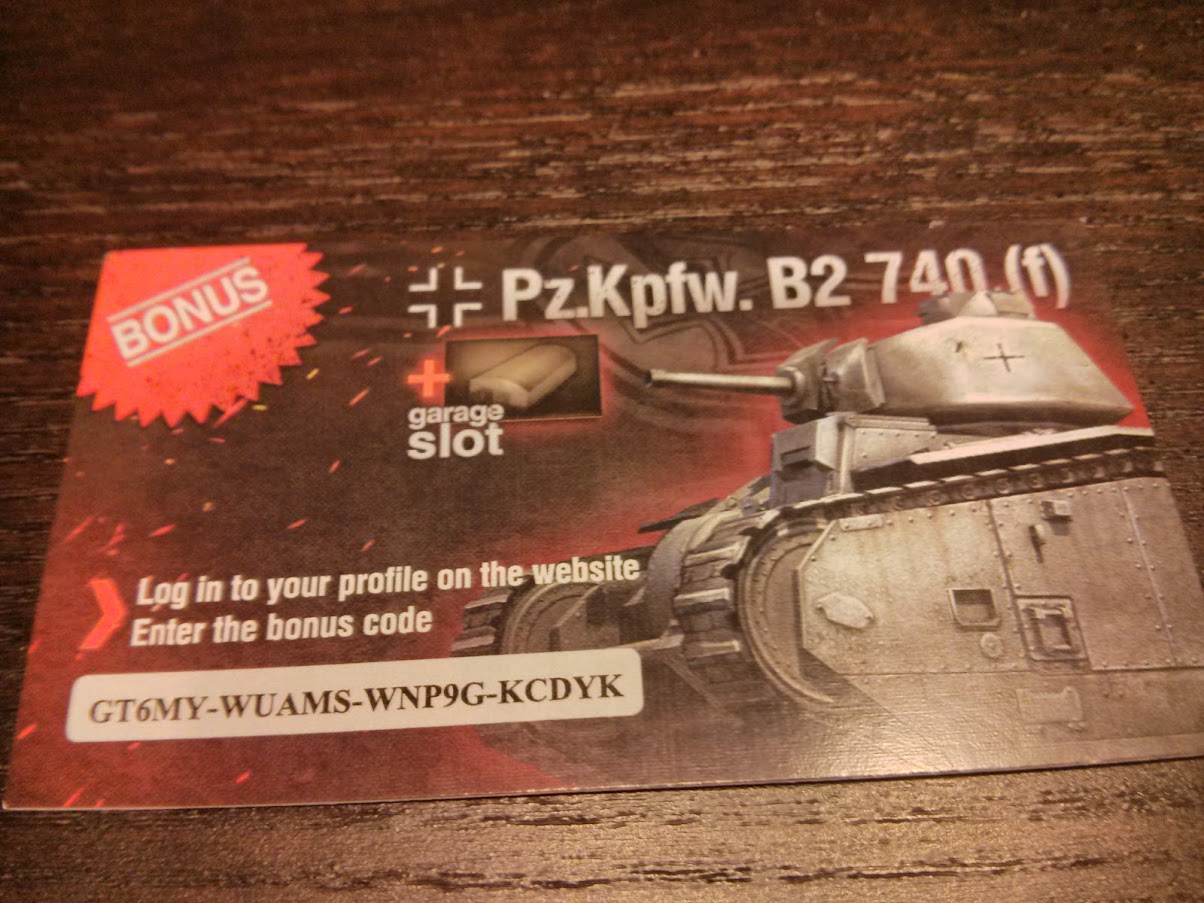 BONUS
Pz.Kpfw. B2 740 (f)
+
garage
slot
Log in to your profile on the website
Enter the bonus code
GT6MY-WUAMS-WNP9G-KCDYK